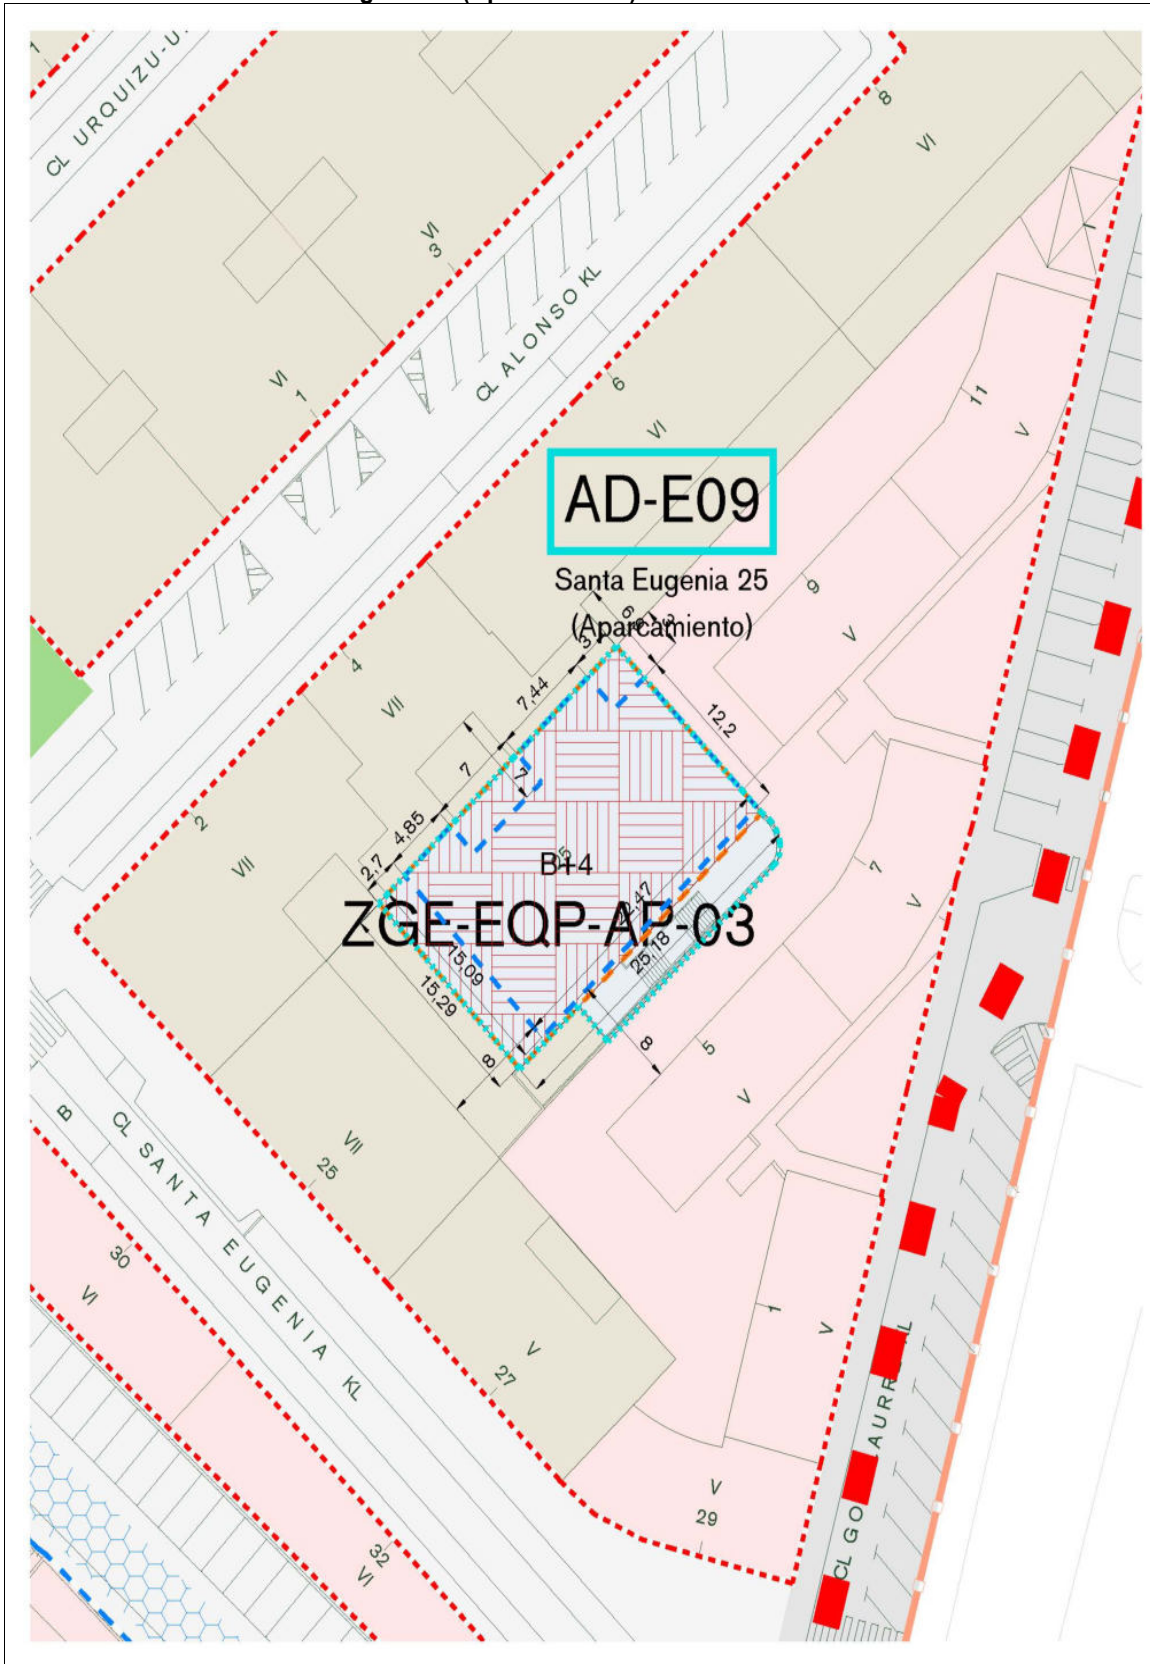 (Aparcamiento)
1
CL URQUIZU-U
8
VI
VI
3
I
CL ALONSO KL
VI
1
6
VI
11
V
AD-E09
Santa Eugenia 25
(Aparcamiento)
9
V
3
4
VII
7,44
12,2
7
7
2
VII
4,85
2,7
B+4
7
V
ZGE-EQP-AP-03
25,18
15,09
15,29
8
8
5
V
B
CL SANTA EUGENIA KL
VII
25
30
VI
1
V
V
27
V
29
32
VI
CL GO
AURR